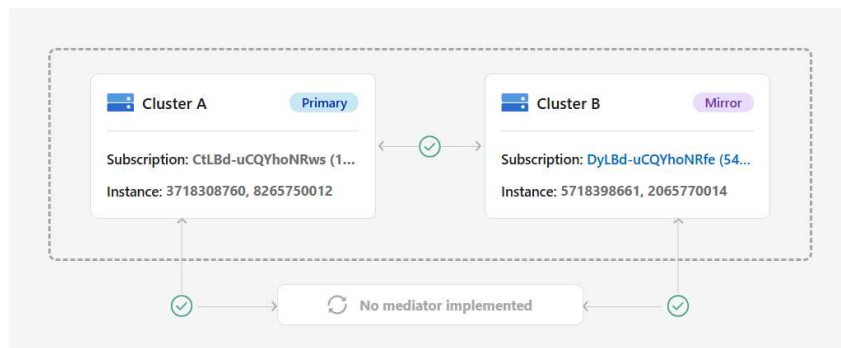 Cluster A
Primary
Subscription: CtLBd-uCQYhoNRws (1...
Instance: 3718308760, 8265750012
Cluster B
Mirror
Subscription: DyLBd-uCQYhoNRfe (54...
Instance: 5718398661, 2065770014
No mediator implemented